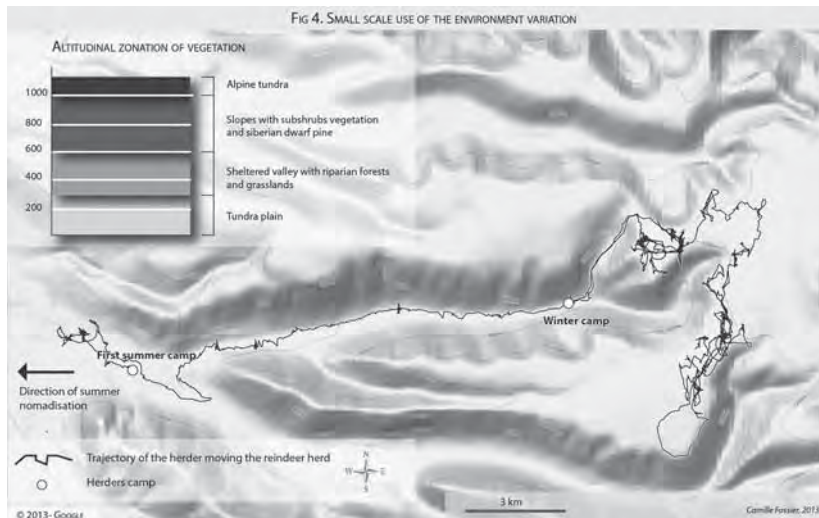 FIG 4. SMALL SCALE USE OF THE ENVIRONMENT VARIATION
ALTITUDINAL ZONATION OF VEGETATION
1000
800
600
400
200
Alpine tundra
Slopes with subshrubs vegetation
and siberian dwarf pine
Sheltered valley with riparian forests
and grasslands
Tundra plain
Winter camp
First summer camp
Direction of summer
nomadisation
Trajectory of the herder moving the reindeer herd
Herders camp
N
W E
S
3 km
© 2013- GOOGLE
Camille Fossier, 2013